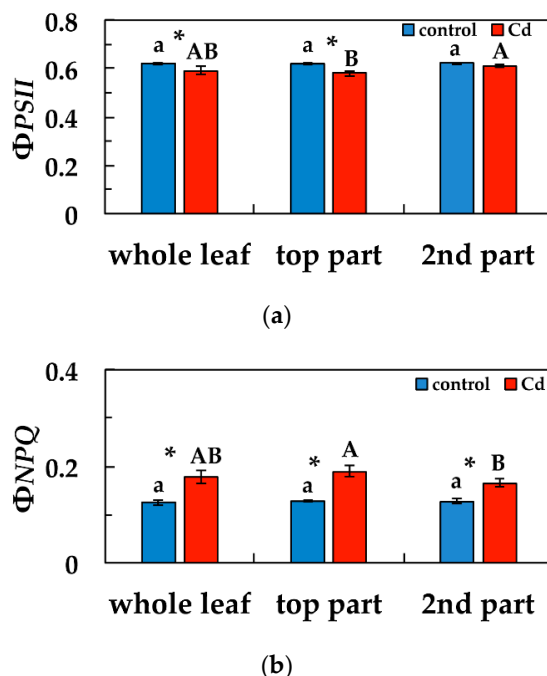 0.8
control
Cd
a
*
AB
a
*
B
a
A
0.6
0.4
0.2
0
ΦPSII
whole leaf
top part
2nd part
(a)
0.4
control
Cd
0.2
0
ΦNPQ
*
a
AB
*
a
A
*
a
B
whole leaf
top part
2nd part
(b)